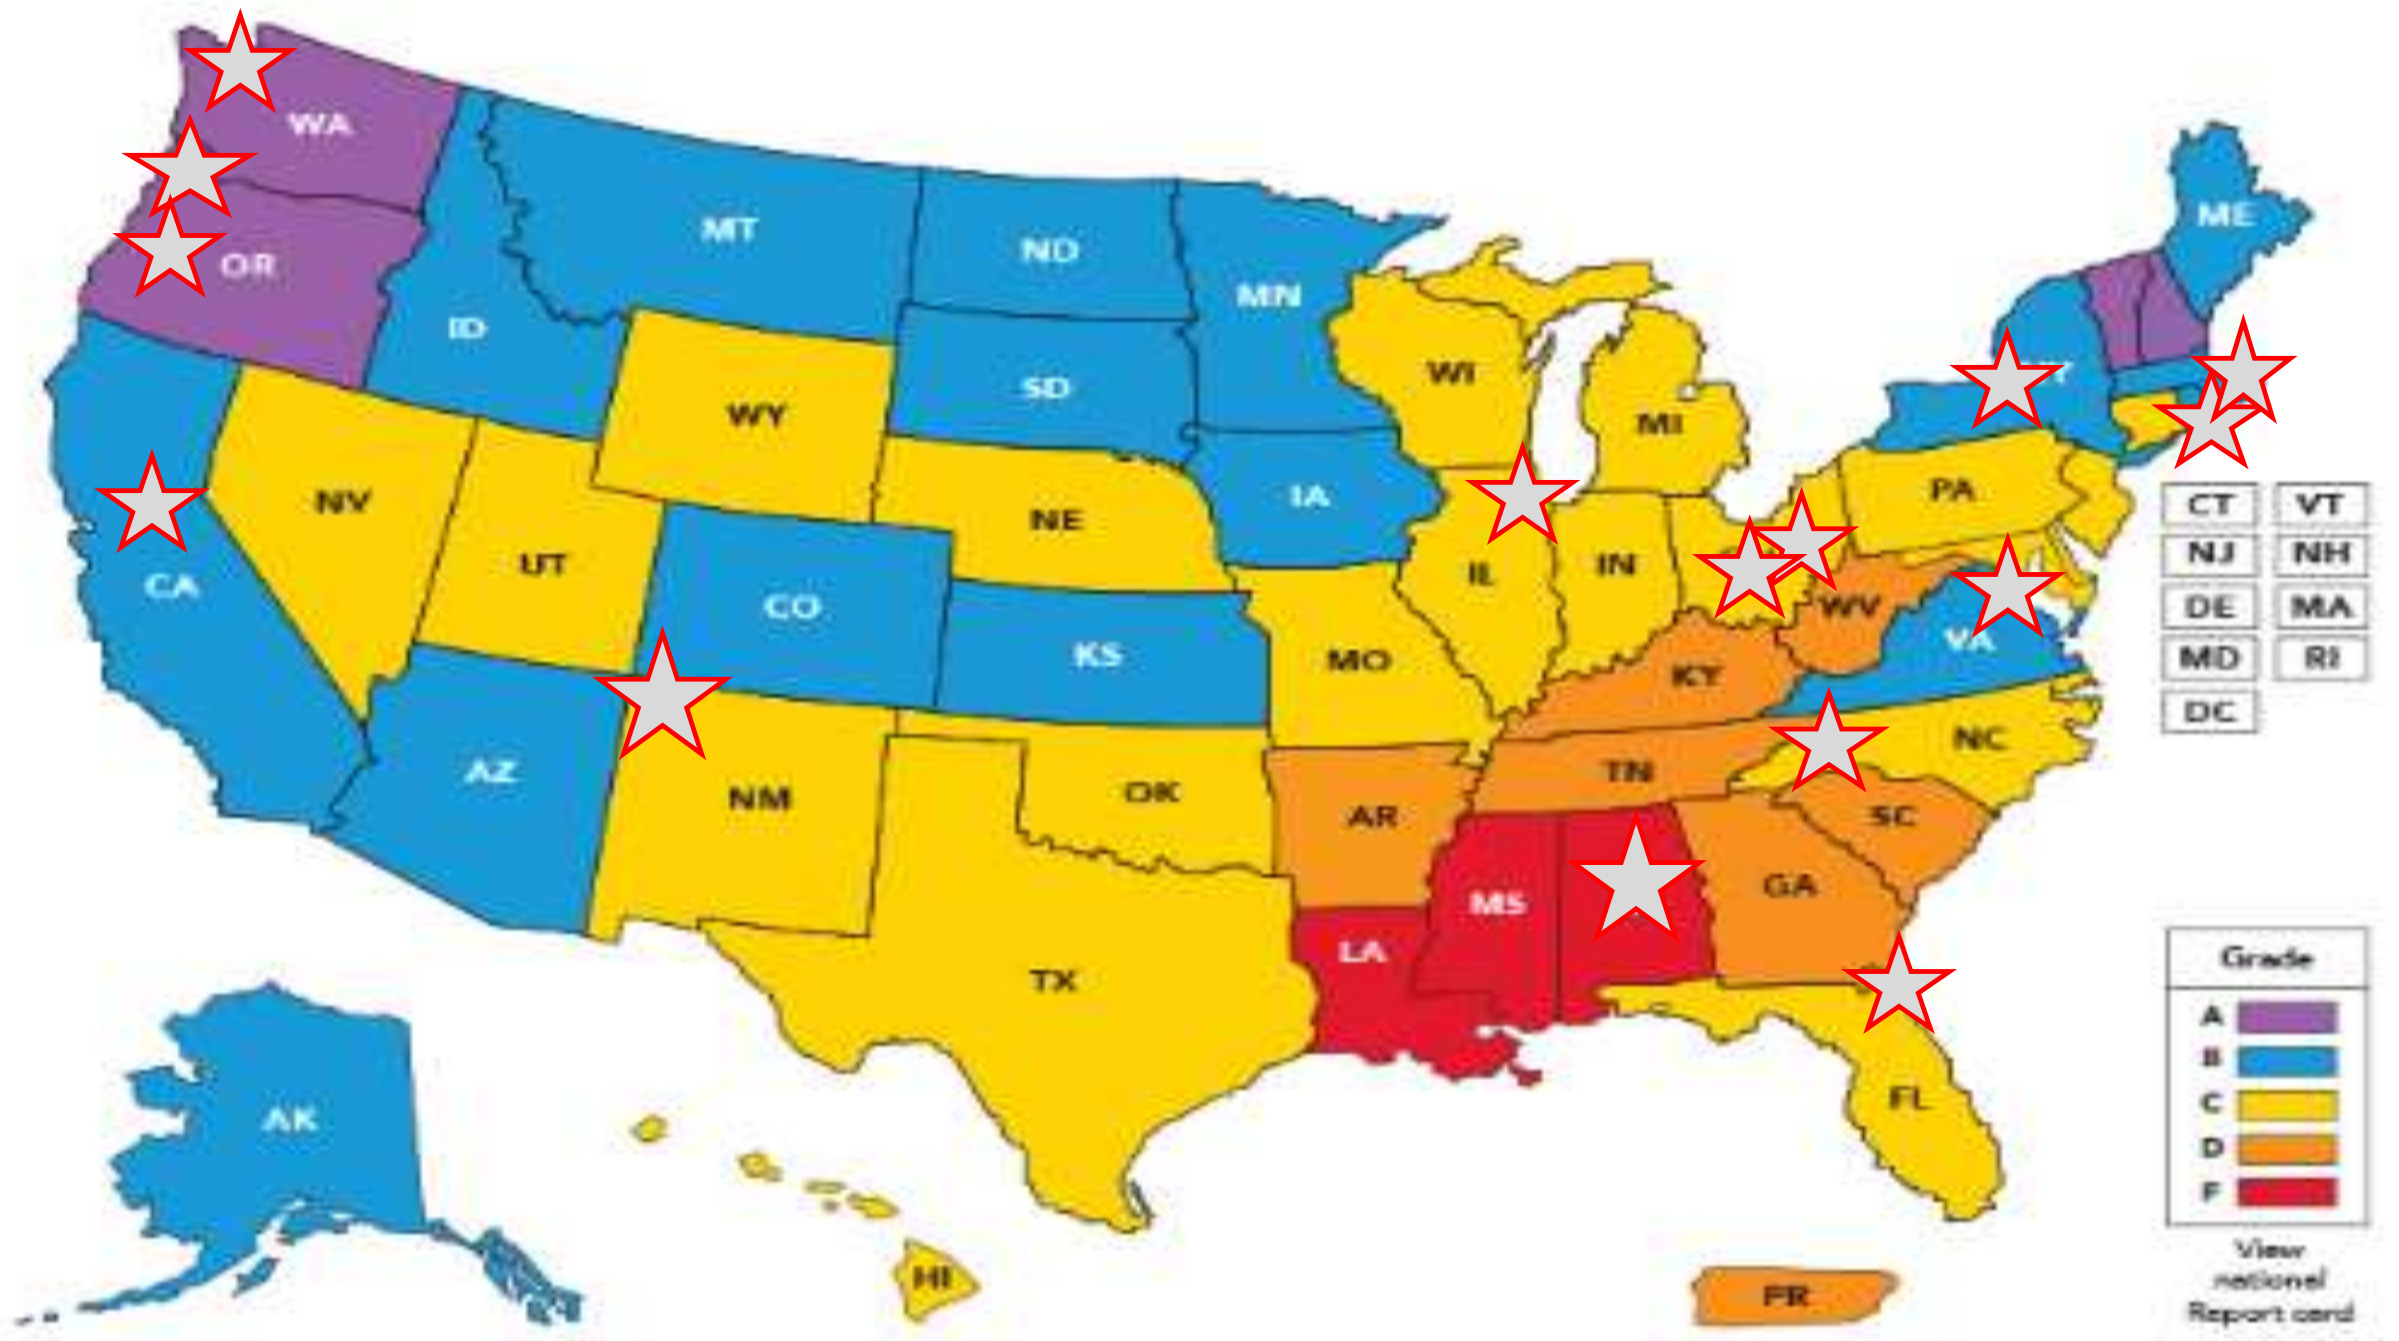 WA
ME
MT
ND
OR
MN
ID
SD
WI
WY
MI
NV
NE
IA
PA
CT VT
NJ NH
UT
IL
IN
CA
CO
DE MA
WV
KS
VA
MO
MD RI
KY
DC
NC
AZ
TN
NM
OK
AR
SC
MS
GA
LA
Grade
TX
A
B
C
D
F
AK
FL
HI
PR
View
national
Report card